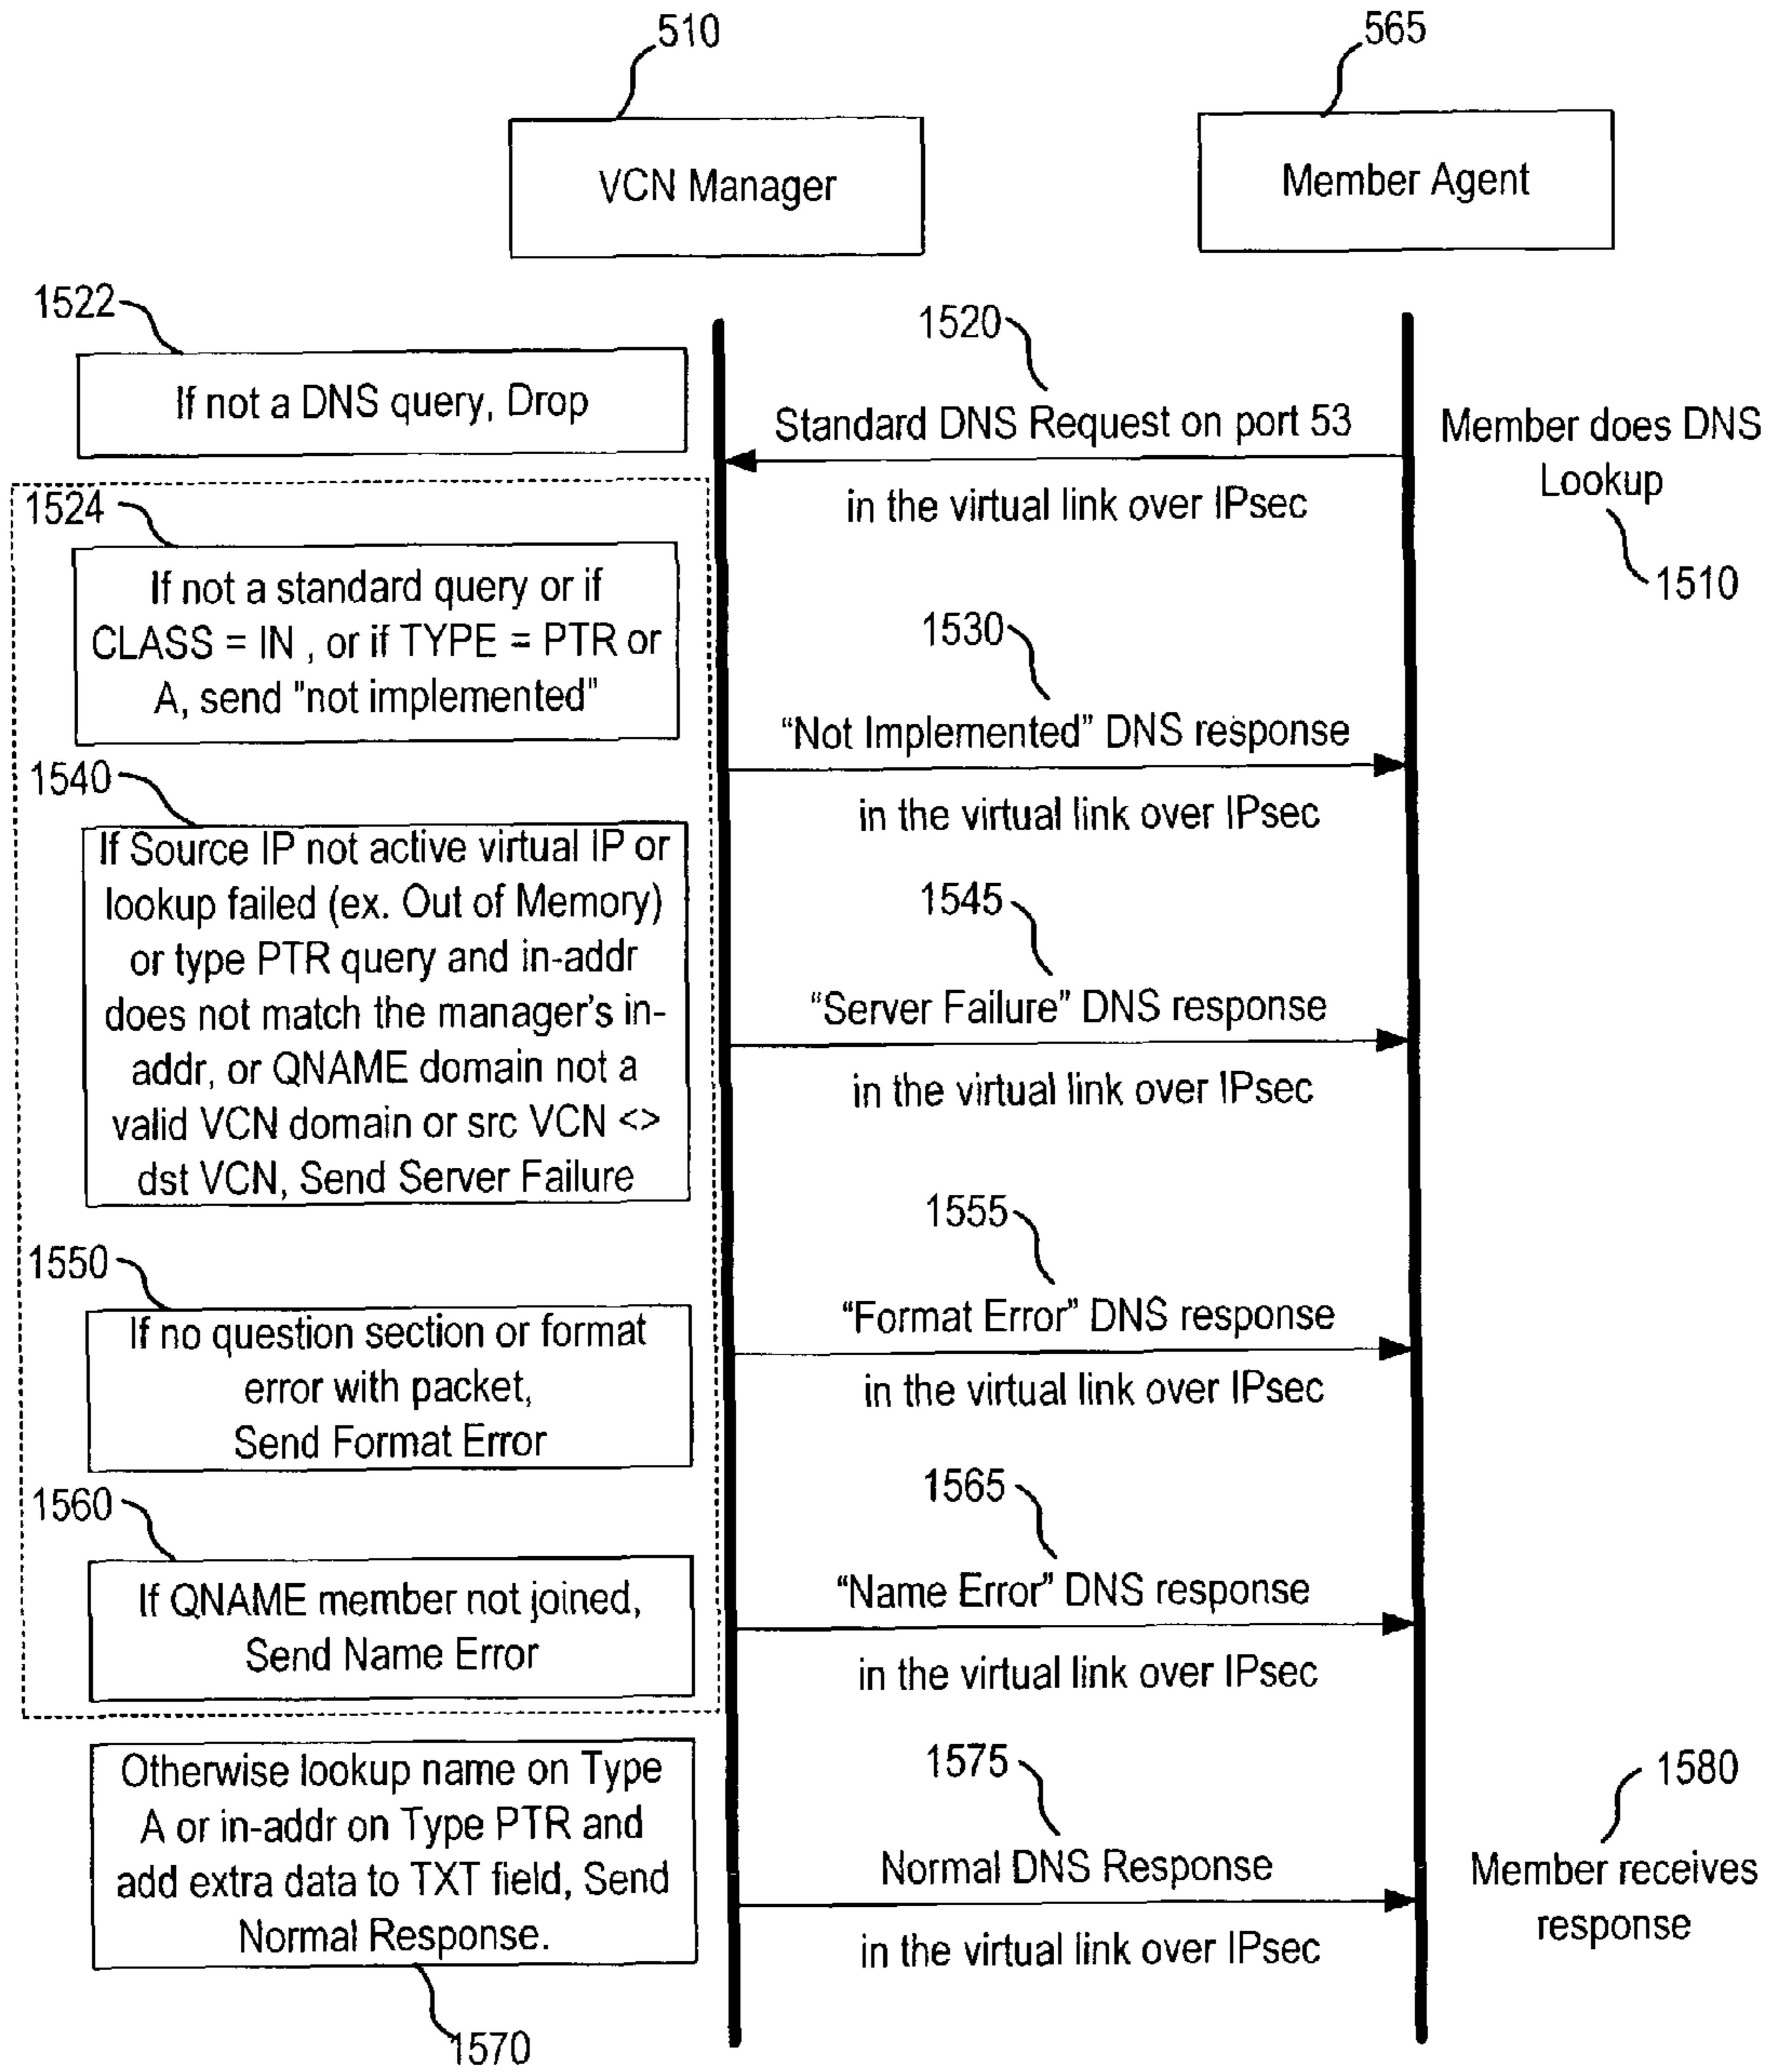 510
565
VCN Manager
Member Agent
1522
If not a DNS query, Drop
1520
Standard DNS Request on port 53
in the virtual link over IPsec
Member does DNS
Lookup
1510
1524
If not a standard query or if
CLASS = IN , or if TYPE = PTR or
A, send "not implemented"
1530
“Not Implemented” DNS response
in the virtual link over IPsec
1540
If Source IP not active virtual IP or
lookup failed (ex. Out of Memory)
or type PTR query and in-addr
does not match the manager’s in-
addr, or QNAME domain not a
valid VCN domain or src VCN <>
dst VCN, Send Server Failure
1545
“Server Failure” DNS response
in the virtual link over IPsec
1550
If no question section or format
error with packet,
Send Format Error
1555
“Format Error” DNS response
in the virtual link over IPsec
1560
If QNAME member not joined,
Send Name Error
1565
“Name Error” DNS response
in the virtual link over IPsec
Otherwise lookup name on Type
A or in-addr on Type PTR and
add extra data to TXT field, Send
Normal Response.
1570
1575
Normal DNS Response
in the virtual link over IPsec
1580
Member receives
response